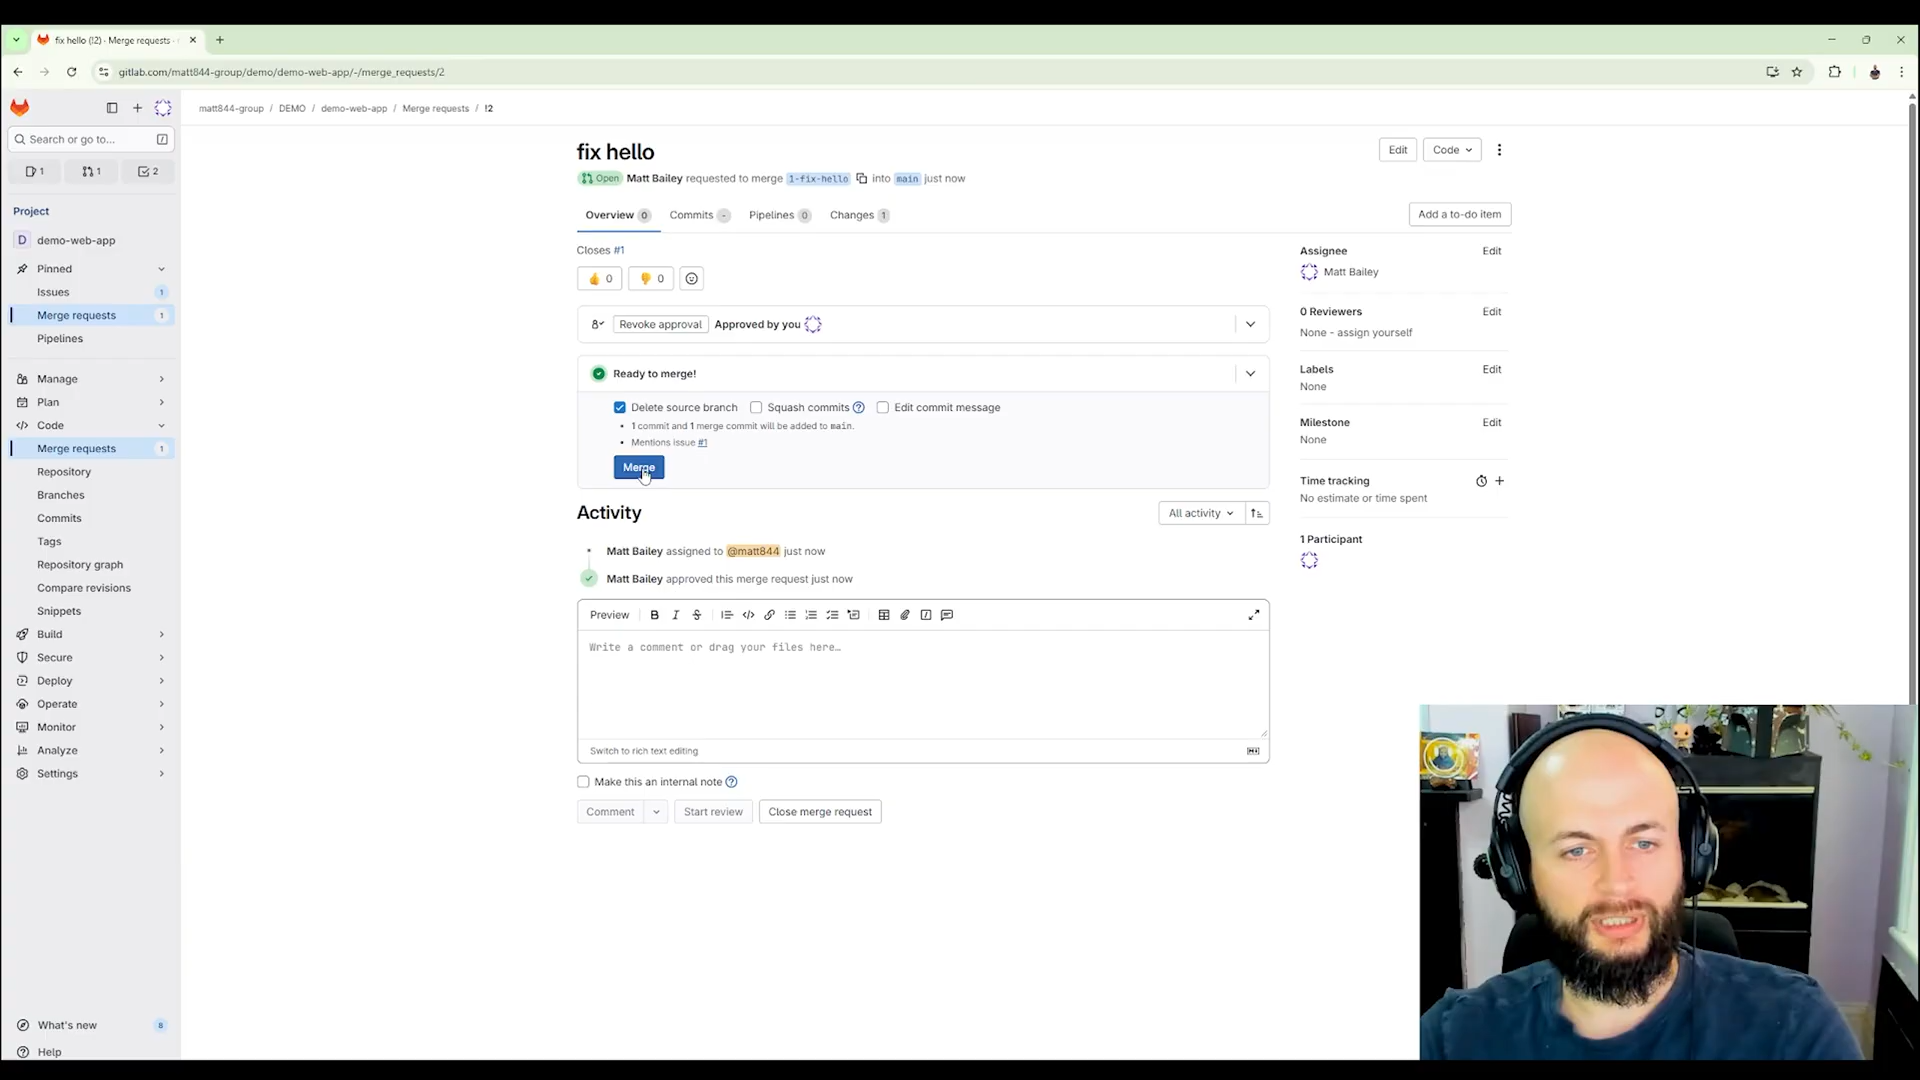 fix hello (!2) · Merge requests ·
gitlab.com/matt844-group/demo/demo-web-app/-/merge_requests/2
matt844-group / DEMO / demo-web-app / Merge requests / !2
Search or go to... /
1 1 2
Project
D demo-web-app
Pinned
Issues 1
Merge requests 1
Pipelines
Manage
Plan
Code
Merge requests 1
Repository
Branches
Commits
Tags
Repository graph
Compare revisions
Snippets
Build
Secure
Deploy
Operate
Monitor
Analyze
Settings
What's new 8
Help
fix hello
Edit Code
Open Matt Bailey requested to merge 1-fix-hello into main just now
Overview 0 Commits - Pipelines 0 Changes 1
Add a to-do item
Closes #1
0 0
Revoke approval Approved by you
Ready to merge!
Delete source branch Squash commits Edit commit message
• 1 commit and 1 merge commit will be added to main.
• Mentions issue #1
Merge
Activity
All activity
Matt Bailey assigned to @matt844 just now
Matt Bailey approved this merge request just now
Preview
Write a comment or drag your files here…
Switch to rich text editing
Make this an internal note
Comment Start review Close merge request
Assignee Edit
Matt Bailey
0 Reviewers Edit
None - assign yourself
Labels Edit
None
Milestone Edit
None
Time tracking
No estimate or time spent
1 Participant